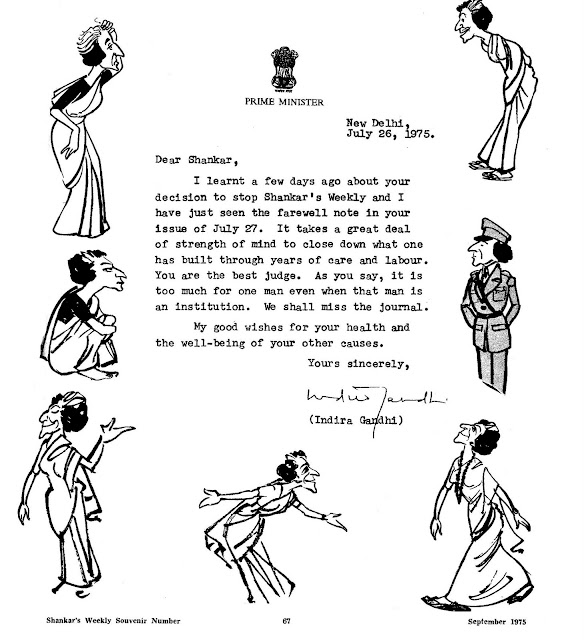 PRIME MINISTER
New Delhi,
July 26, 1975.
Dear Shankar,
I learnt a few days ago about your
decision to stop Shankar's Weekly and I
have just seen the farewell note in your
issue of July 27. It takes a great deal
of strength of mind to close down what one
has built through years of care and labour.
You are the best judge. As you say, it is
too much for one man even when that man is
an institution. We shall miss the journal.
My good wishes for your health and
the well-being of your other causes.
Yours sincerely,
Indira Gandhi
(Indira Gandhi)
Shankar's Weekly Souvenir Number 67 September 1975